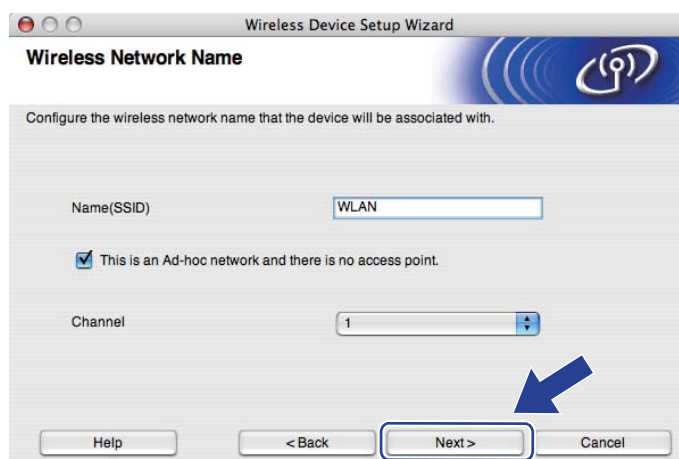 Wireless Device Setup Wizard
Wireless Network Name
Configure the wireless network name that the device will be associated with.
Name(SSID) WLAN
This is an Ad-hoc network and there is no access point.
Channel 1
Help < Back Next > Cancel